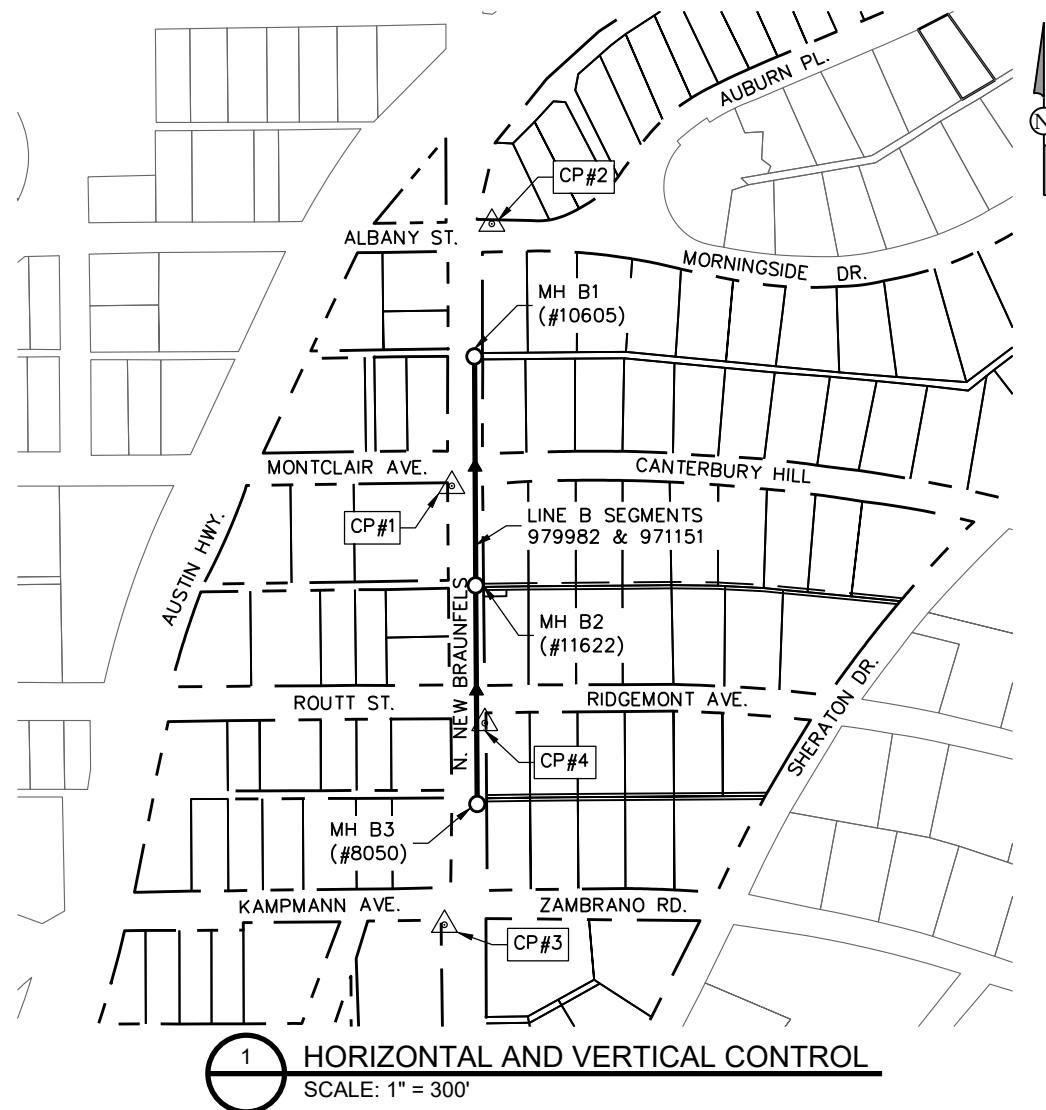 AUBURN PL.
N
CP#2
ALBANY ST.
MORNINGSIDE DR.
MH B1
(#10605)
MONTCLAIR AVE.
CANTERBURY HILL
CP#1
LINE B SEGMENTS
979982 & 971151
AUSTIN HWY.
MH B2
(#11622)
N. NEW BRAUNFELS
ROUTT ST.
RIDGEMONT AVE.
SHERATON DR.
CP#4
MH B3
(#8050)
KAMPMANN AVE.
ZAMBRANO RD.
CP#3
1
HORIZONTAL AND VERTICAL CONTROL
SCALE: 1" = 300'